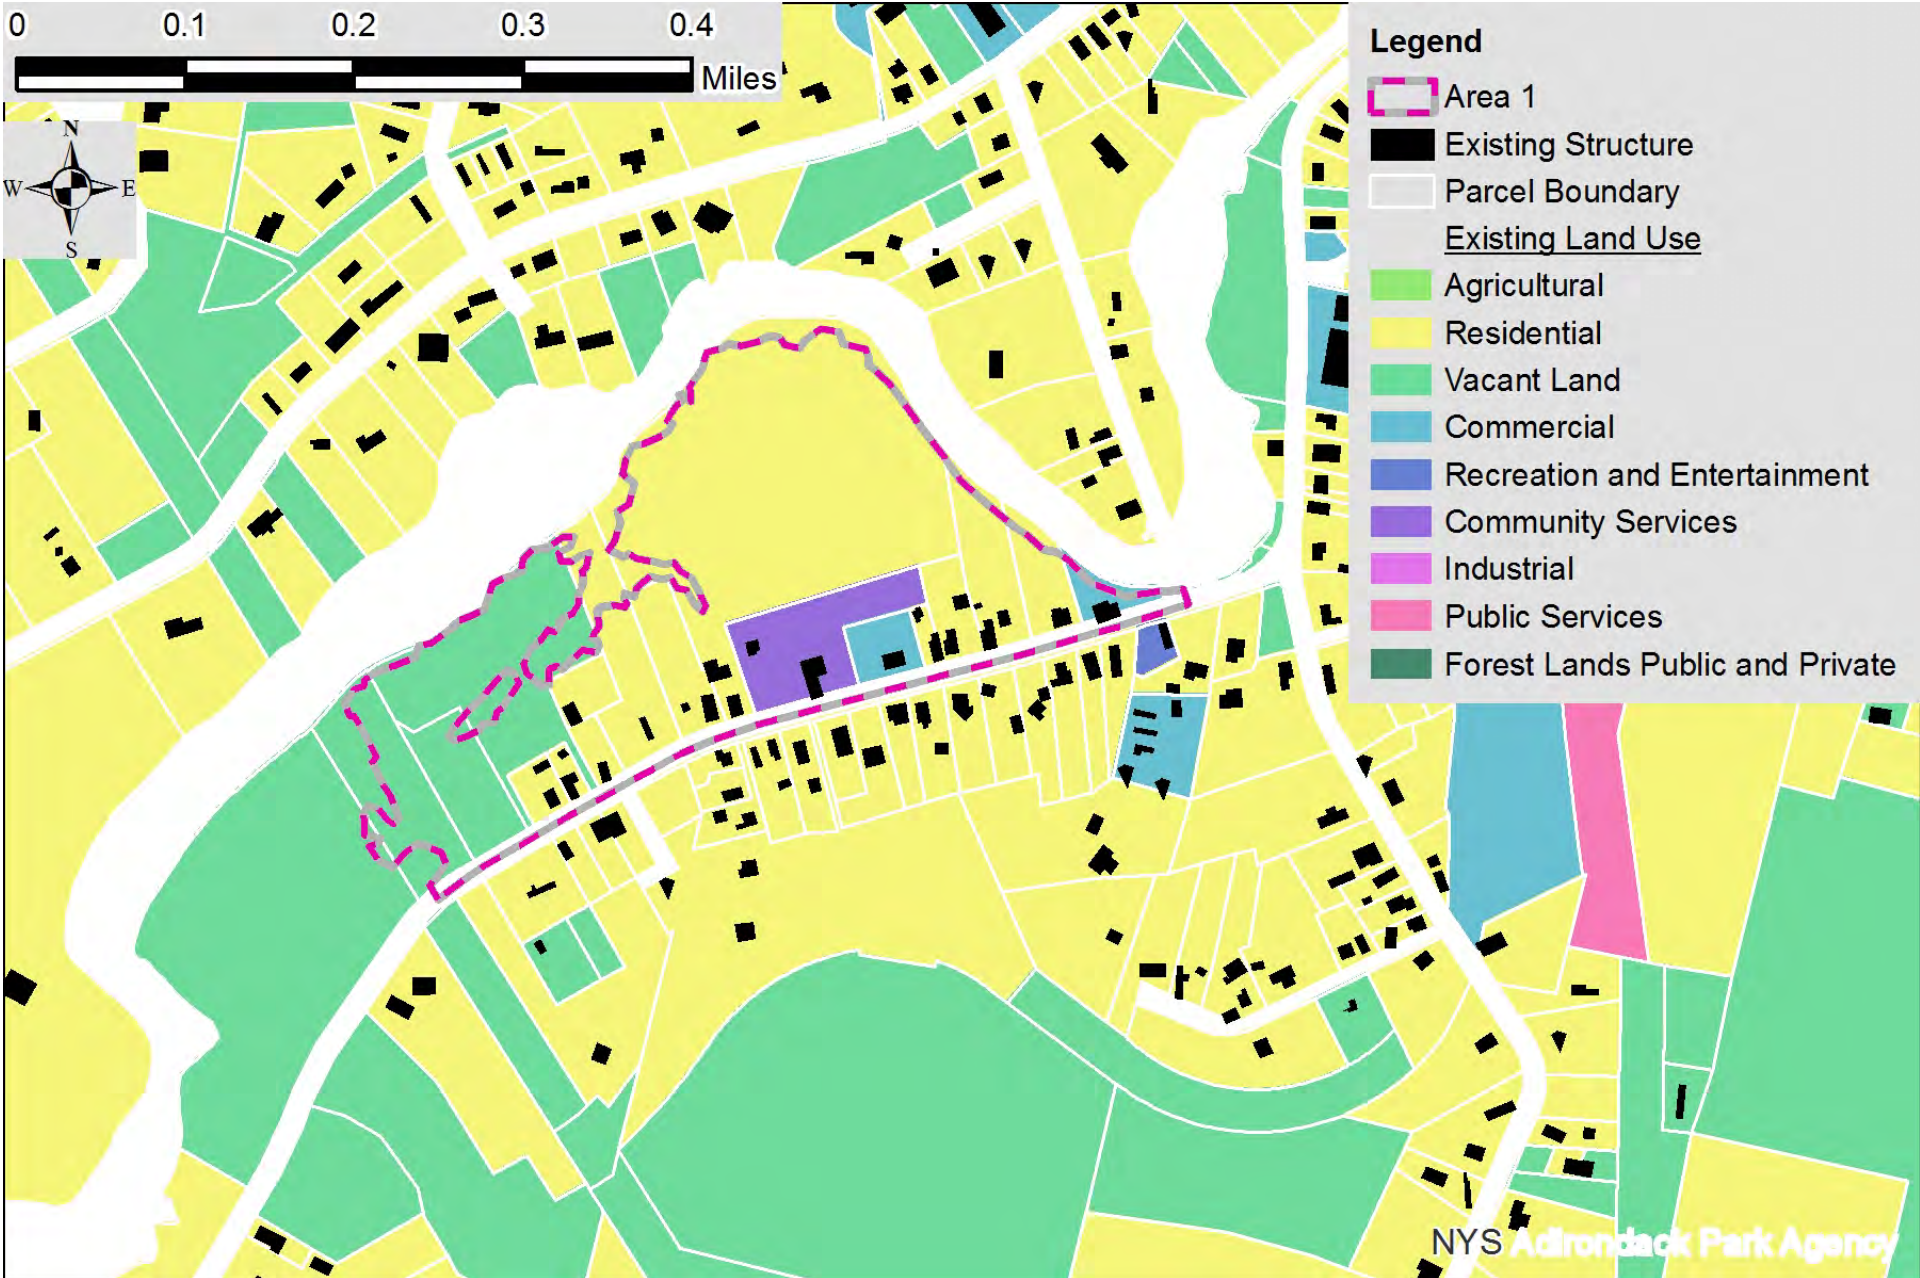 0 0.1 0.2 0.3 0.4
Miles
N
W E
S
Legend
Area 1
Existing Structure
Parcel Boundary
Existing Land Use
Agricultural
Residential
Vacant Land
Commercial
Recreation and Entertainment
Community Services
Industrial
Public Services
Forest Lands Public and Private
NYS Adirondack Park Agency